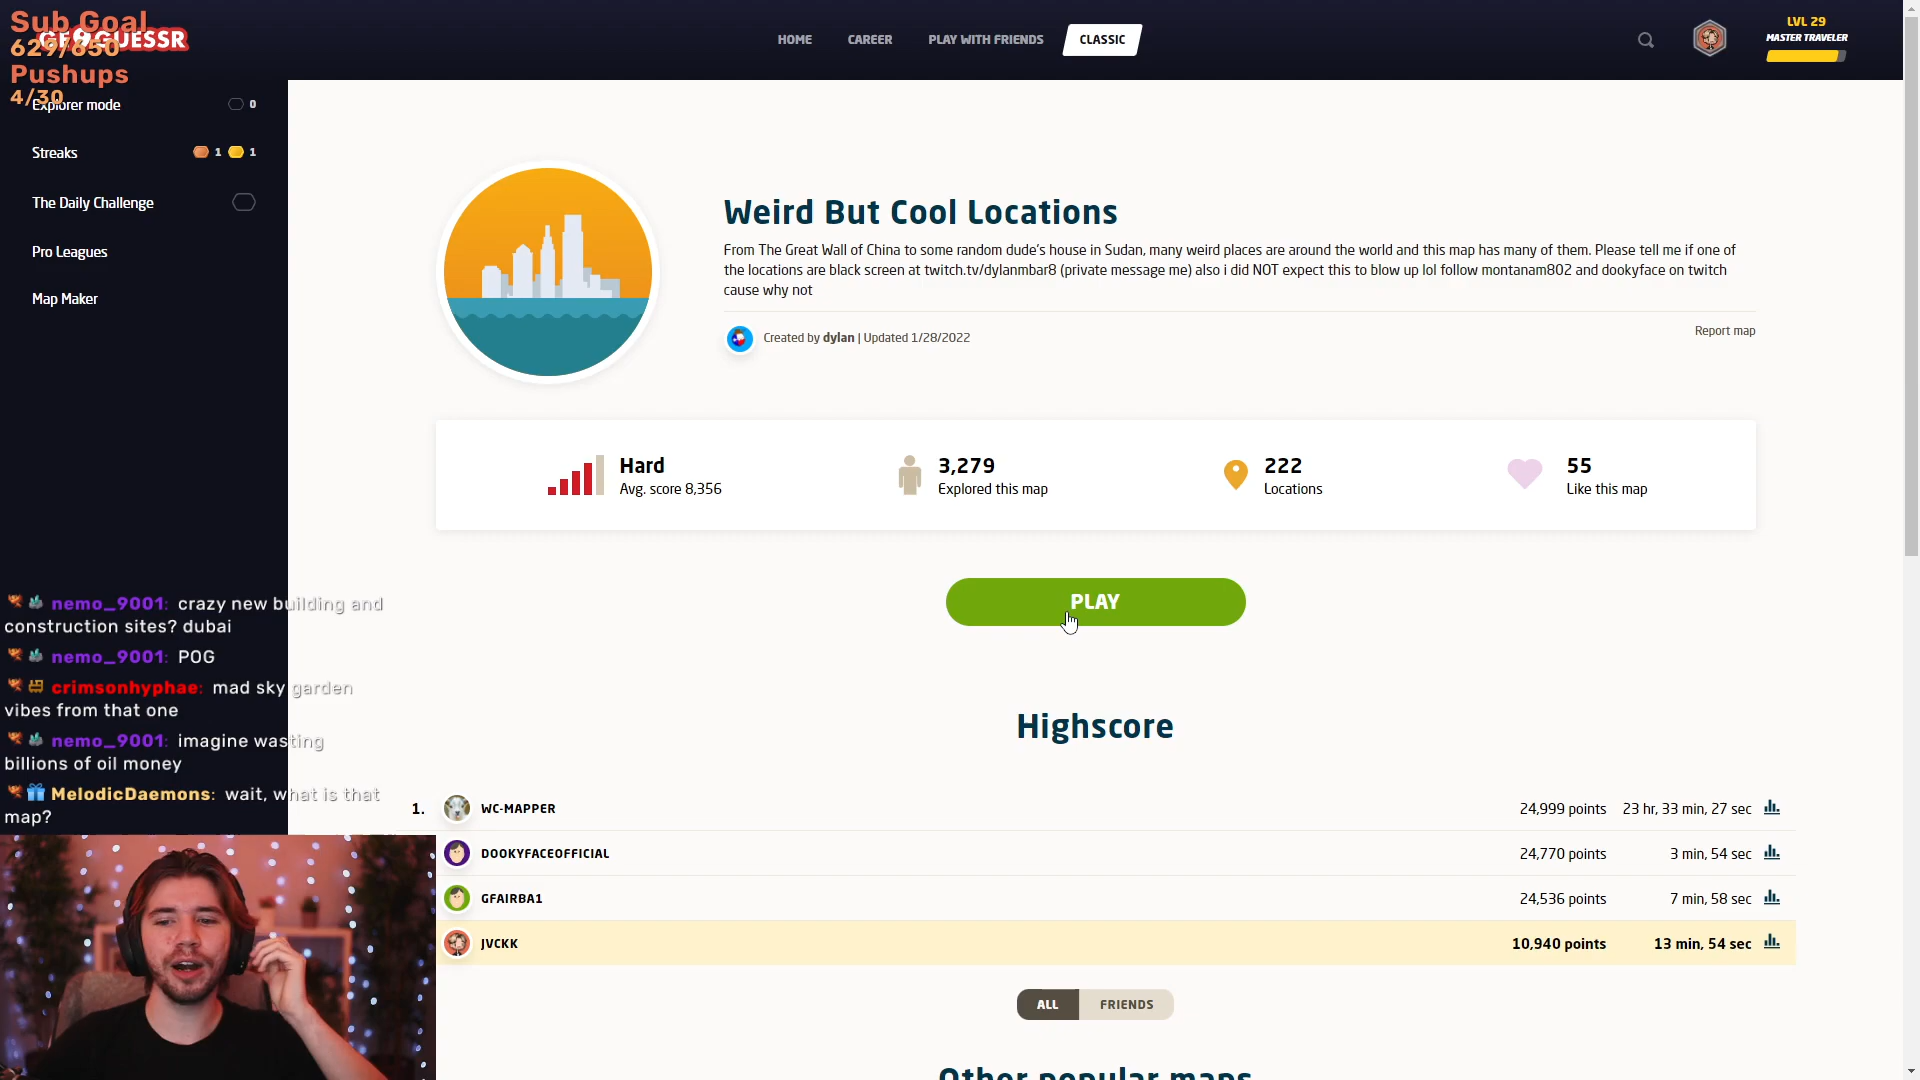 Sub Goal
629/650
Pushups
4/30
GEOGUESSR
HOME
CAREER
PLAY WITH FRIENDS
CLASSIC
LVL 29
MASTER TRAVELER
Explorer mode
0
Streaks
1
1
The Daily Challenge
Pro Leagues
Map Maker
Weird But Cool Locations
From The Great Wall of China to some random dude's house in Sudan, many weird places are around the world and this map has many of them. Please tell me if one of
the locations are black screen at twitch.tv/dylanmbar8 (private message me) also i did NOT expect this to blow up lol follow montanam802 and dookyface on twitch
cause why not
Created by dylan | Updated 1/28/2022
Report map
Hard
Avg. score 8,356
3,279
Explored this map
222
Locations
55
Like this map
PLAY
nemo_9001: crazy new building and
construction sites? dubai
nemo_9001: POG
crimsonhyphae: mad sky garden
vibes from that one
nemo_9001: imagine wasting
billions of oil money
MelodicDaemons: wait, what is that
map?
Highscore
1. WC-MAPPER 24,999 points 23 hr, 33 min, 27 sec
DOOKYFACEOFFICIAL 24,770 points 3 min, 54 sec
GFAIRBA1 24,536 points 7 min, 58 sec
JVCKK 10,940 points 13 min, 54 sec
ALL
FRIENDS
Other popular maps